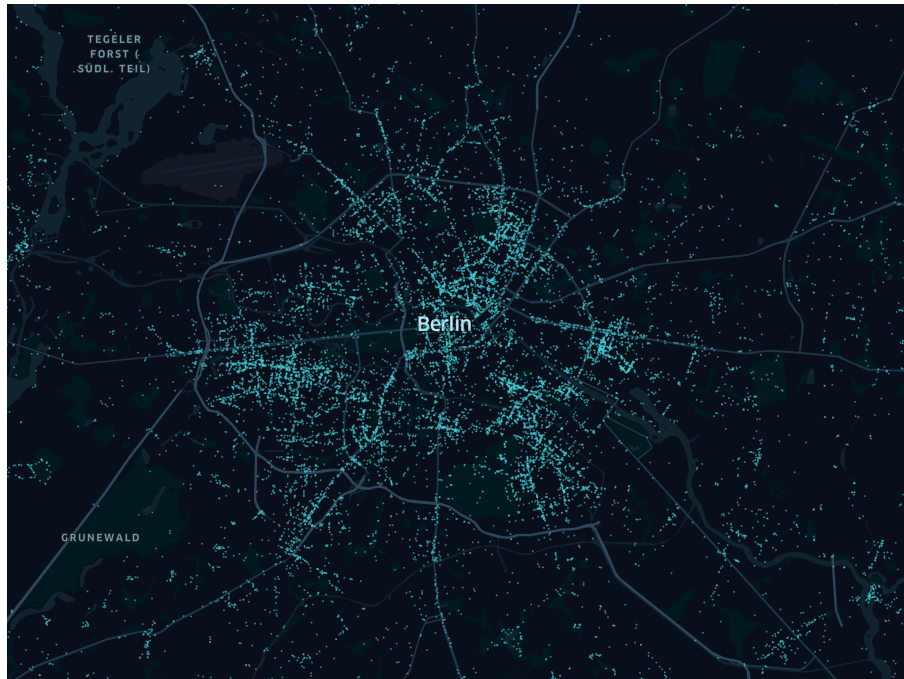 TEGELER
FORST (-
SÜDL. TEIL)
Berlin
GRUNEWALD